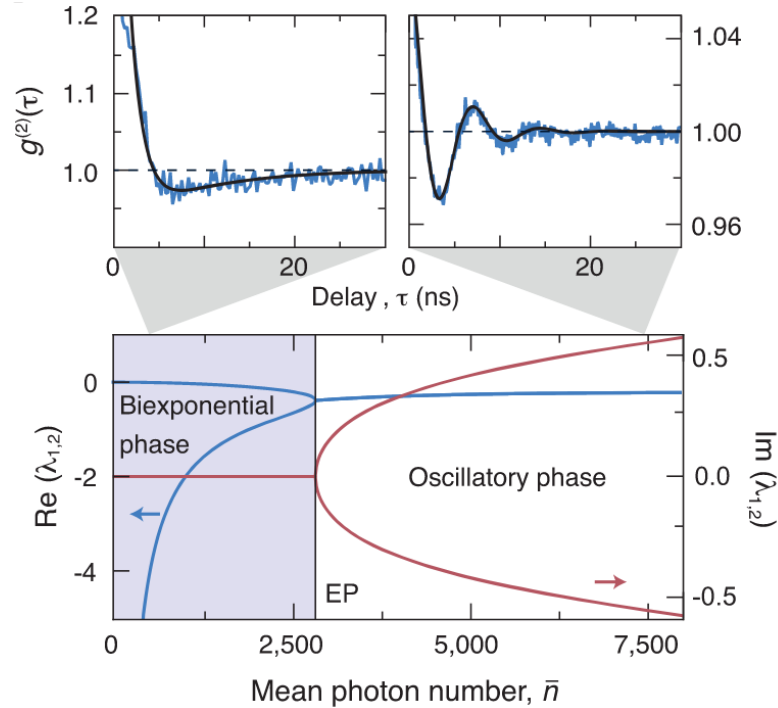 1.2
1.1
1.0
g⁽²⁾(τ)
0
20
1.04
1.00
0.96
0
20
Delay , τ (ns)
0
-2
-4
Re (λ₁,₂)
Biexponential
phase
Oscillatory phase
EP
0.5
0.0
-0.5
Im (λ₁,₂)
0
2,500
5,000
7,500
Mean photon number, n̄